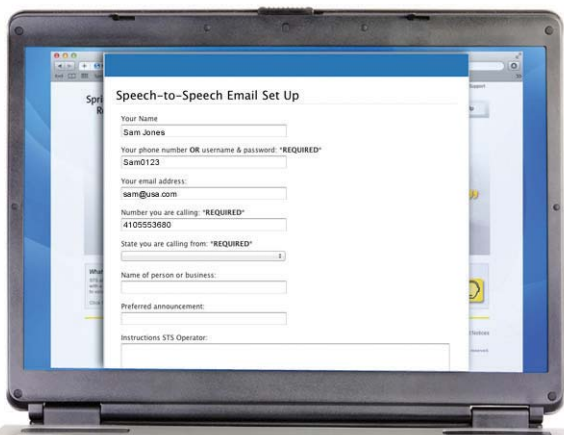 Speech-to-Speech Email Set Up
Your Name
Sam Jones
Your phone number OR username & password: *REQUIRED*
Sam0123
Your email address:
sam@usa.com
Number you are calling: *REQUIRED*
4105553680
State you are calling from: *REQUIRED*
Name of person or business:
Preferred announcement:
Instructions STS Operator: